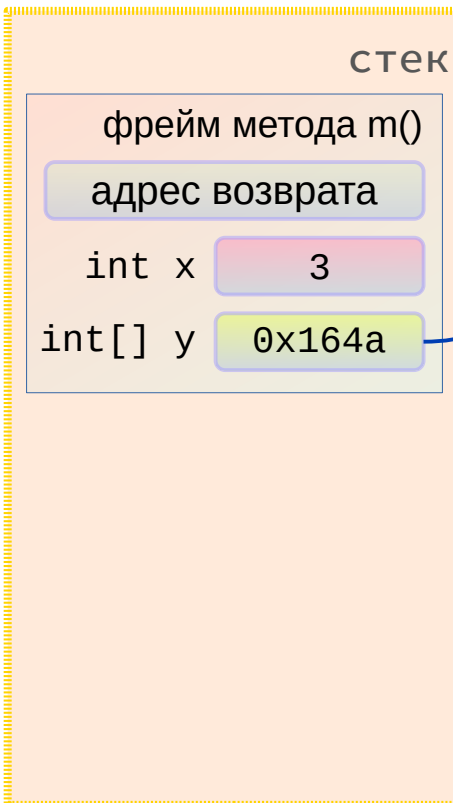 стек
фрейм метода m()
адрес возврата
int x 3
int[] y 0x164a